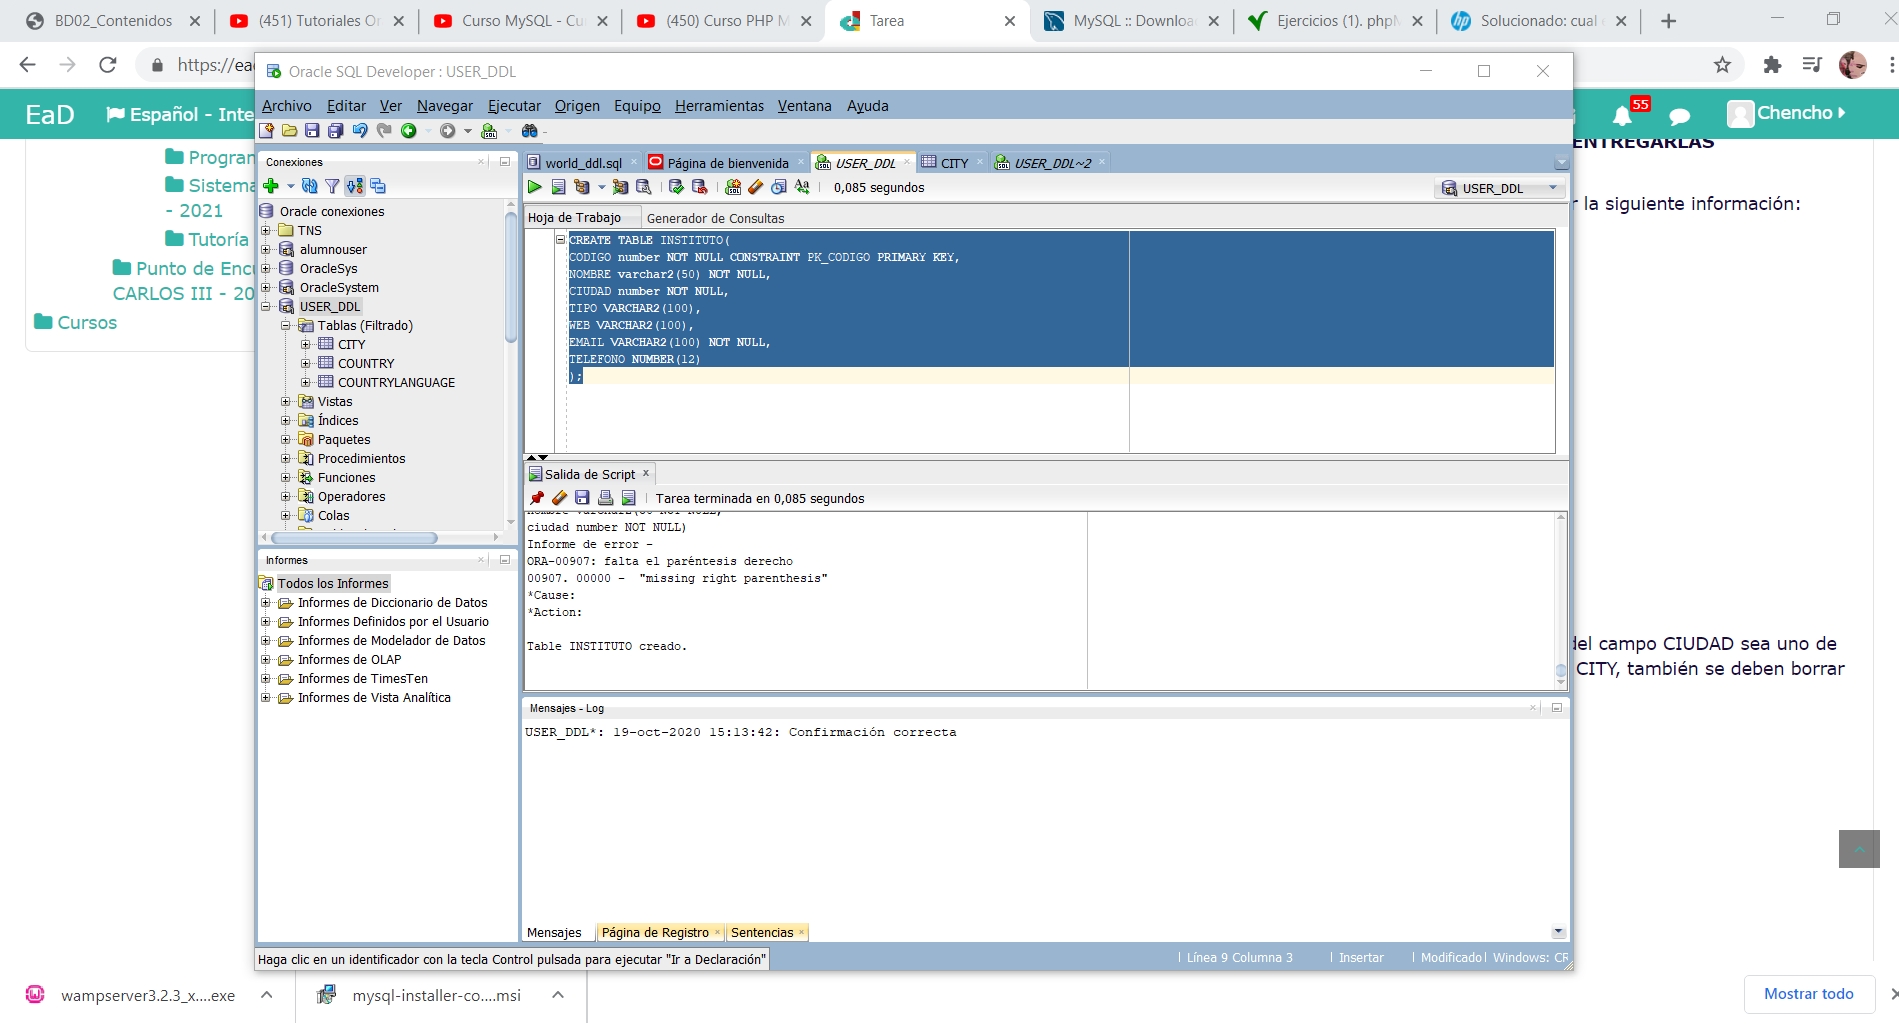 BD02_Contenidos
(451) Tutoriales Or
Curso MySQL - Cu
(450) Curso PHP M
Tarea
MySQL :: Downloa
Ejercicios (1). phpM
Solucionado: cual
https://ea
EaD
Español - Inte
55
Chencho
Program
Sistema
- 2021
Tutoría
Punto de Encu
CARLOS III - 20
Cursos
Oracle SQL Developer : USER_DDL
Archivo Editar Ver Navegar Ejecutar Origen Equipo Herramientas Ventana Ayuda
Conexiones
Oracle conexiones
TNS
alumnouser
OracleSys
OracleSystem
USER_DDL
Tablas (Filtrado)
CITY
COUNTRY
COUNTRYLANGUAGE
Vistas
Índices
Paquetes
Procedimientos
Funciones
Operadores
Colas
Informes
Todos los Informes
Informes de Diccionario de Datos
Informes Definidos por el Usuario
Informes de Modelador de Datos
Informes de OLAP
Informes de TimesTen
Informes de Vista Analítica
world_ddl.sql
Página de bienvenida
USER_DDL
CITY
USER_DDL~2
0,085 segundos
USER_DDL
Hoja de Trabajo
Generador de Consultas
CREATE TABLE INSTITUTO(
CODIGO number NOT NULL CONSTRAINT PK_CODIGO PRIMARY KEY,
NOMBRE varchar2(50) NOT NULL,
CIUDAD number NOT NULL,
TIPO VARCHAR2(100),
WEB VARCHAR2(100),
EMAIL VARCHAR2(100) NOT NULL,
TELEFONO NUMBER(12)
);
Salida de Script
Tarea terminada en 0,085 segundos
nombre varchar2(50 NOT NULL,
ciudad number NOT NULL)
Informe de error -
ORA-00907: falta el paréntesis derecho
00907. 00000 - "missing right parenthesis"
*Cause:
*Action:
Table INSTITUTO creado.
Mensajes - Log
USER_DDL*: 19-oct-2020 15:13:42: Confirmación correcta
Mensajes
Página de Registro
Sentencias
Haga clic en un identificador con la tecla Control pulsada para ejecutar "Ir a Declaración"
Línea 9 Columna 3
Insertar
Modificado
Windows: CR
ENTREGARLAS
r la siguiente información:
del campo CIUDAD sea uno de
CITY, también se deben borrar
wampserver3.2.3_x....exe
mysql-installer-co....msi
Mostrar todo